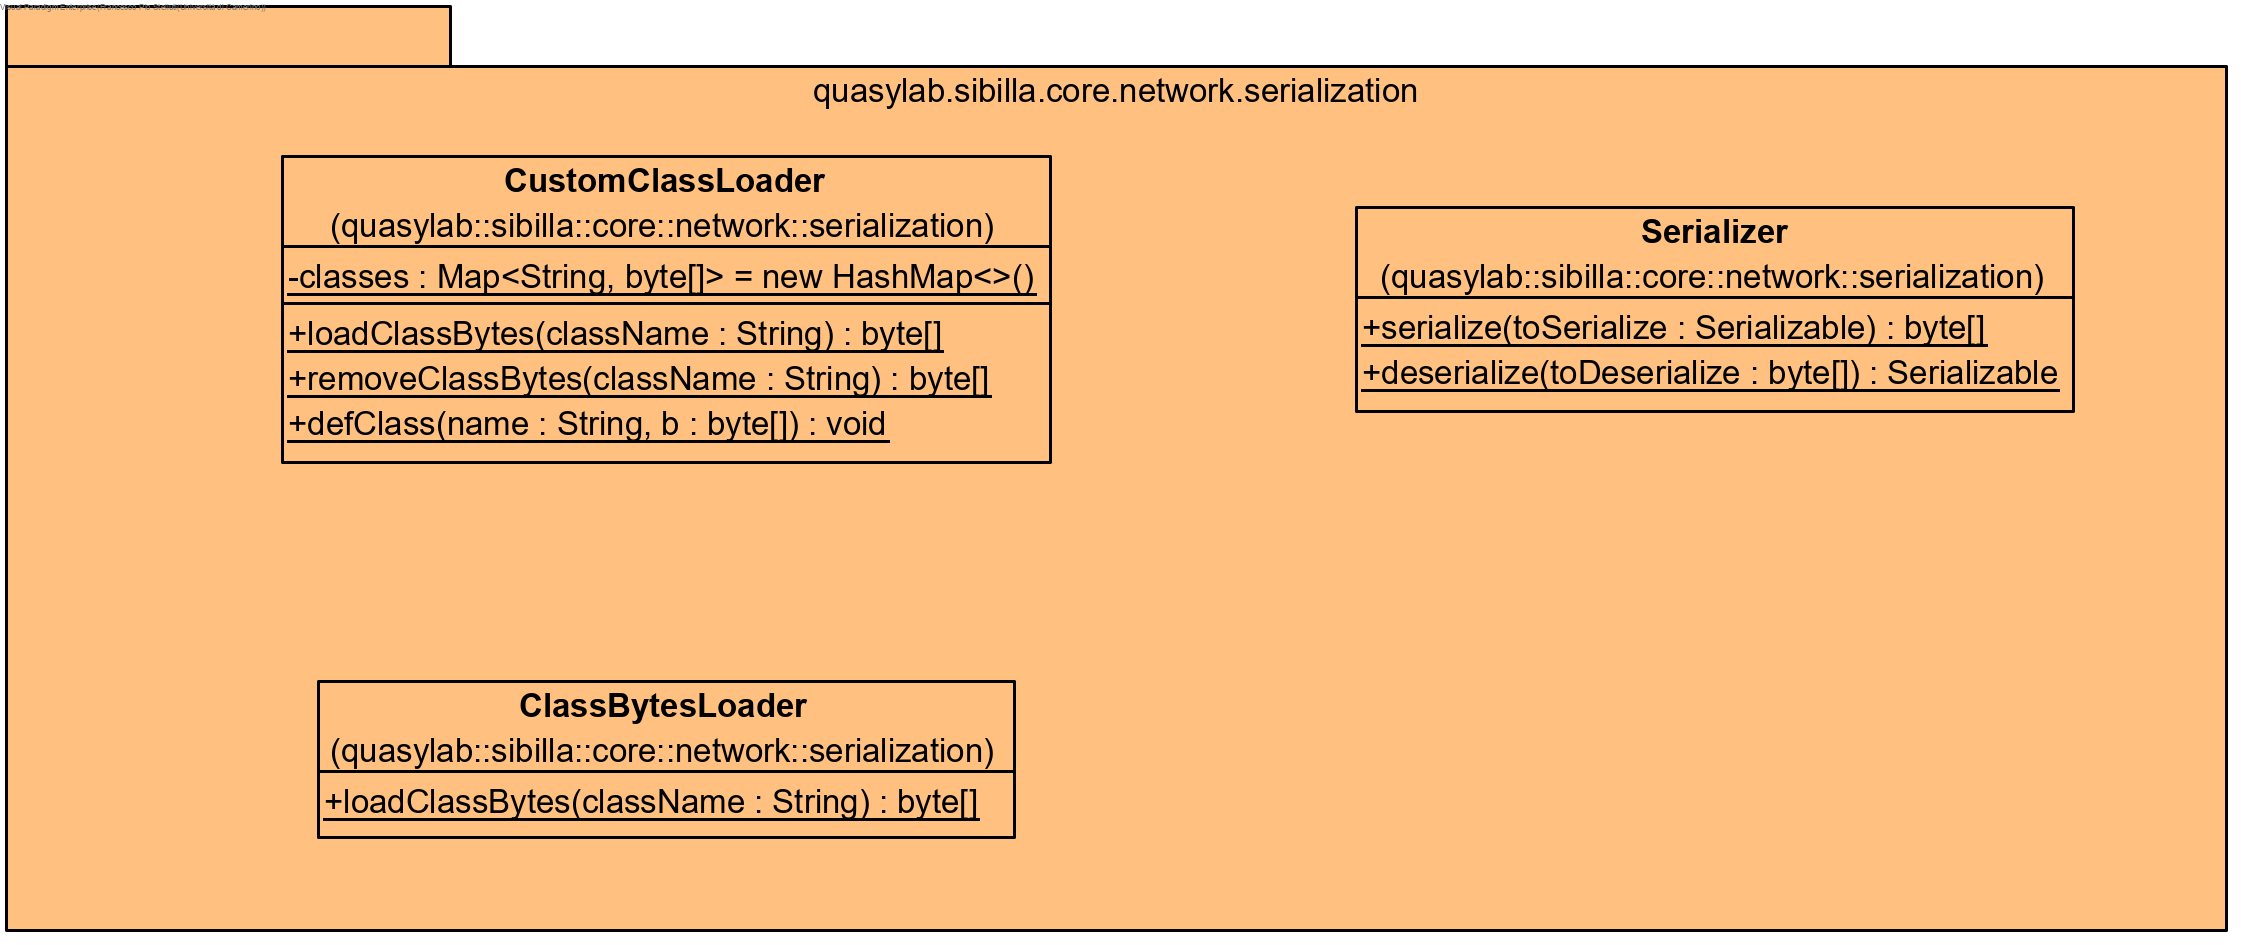 quasylab.sibilla.core.network.serialization
CustomClassLoader
(quasylab::sibilla::core::network::serialization)
-classes : Map<String, byte[]> = new HashMap<>()
+loadClassBytes(className : String) : byte[]
+removeClassBytes(className : String) : byte[]
+defClass(name : String, b : byte[]) : void
Serializer
(quasylab::sibilla::core::network::serialization)
+serialize(toSerialize : Serializable) : byte[]
+deserialize(toDeserialize : byte[]) : Serializable
ClassBytesLoader
(quasylab::sibilla::core::network::serialization)
+loadClassBytes(className : String) : byte[]